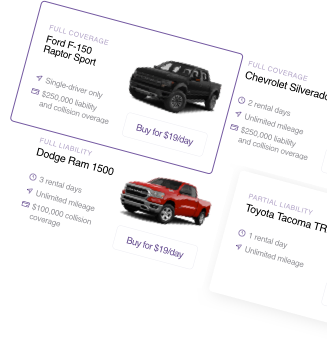 FULL COVERAGE
Ford F-150
Raptor Sport
Single-driver only
$250,000 liability
and collision coverage
Buy for $19/day
FULL COVERAGE
Chevrolet Silverado
2 rental days
Unlimited mileage
$250,000 liability
and collision coverage
FULL LIABILITY
Dodge Ram 1500
3 rental days
Unlimited mileage
$100,000 collision
coverage
Buy for $19/day
PARTIAL LIABILITY
Toyota Tacoma TR
1 rental day
Unlimited mileage